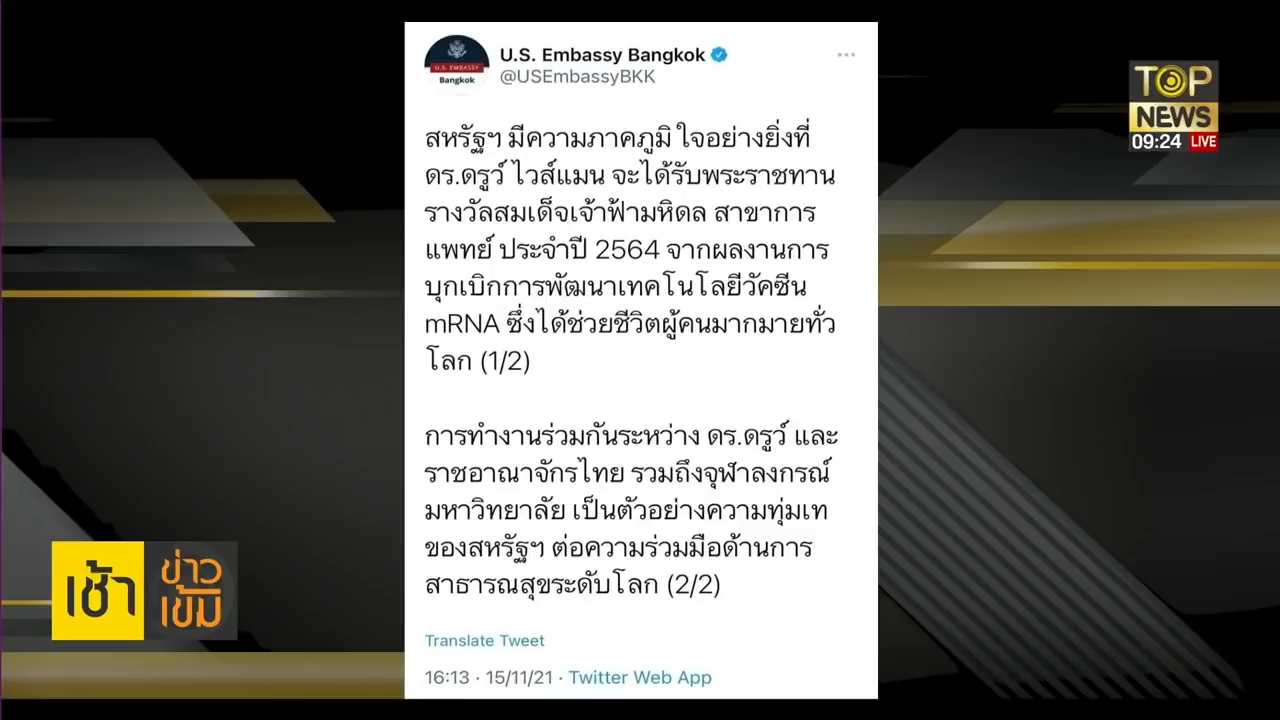 U.S. Embassy Bangkok
@USEmbassyBKK
U.S. EMBASSY
Bangkok
สหรัฐฯ มีความภาคภูมิใจอย่างยิ่งที่
ดร.ดรูว์ ไวส์แมน จะได้รับพระราชทาน
รางวัลสมเด็จเจ้าฟ้ามหิดล สาขาการ
แพทย์ ประจำปี 2564 จากผลงานการ
บุกเบิกการพัฒนาเทคโนโลยีวัคซีน
mRNA ซึ่งได้ช่วยชีวิตผู้คนมากมายทั่ว
โลก (1/2)
การทำงานร่วมกันระหว่าง ดร.ดรูว์ และ
ราชอาณาจักรไทย รวมถึงจุฬาลงกรณ์
มหาวิทยาลัย เป็นตัวอย่างความทุ่มเท
ของสหรัฐฯ ต่อความร่วมมือด้านการ
สาธารณสุขระดับโลก (2/2)
Translate Tweet
16:13 · 15/11/21 · Twitter Web App
TOP
NEWS
09:24 LIVE
เช้า
ข่าว
เข้ม